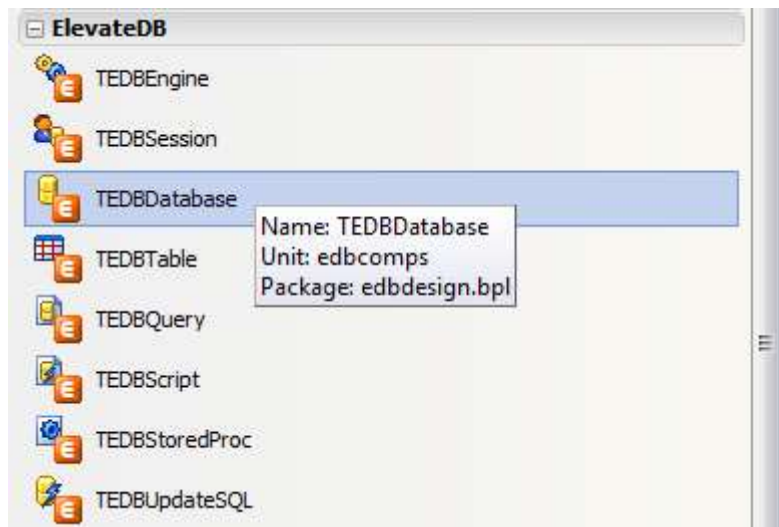 ElevateDB
TEDBEngine
TEDBSession
TEDBDatabase
Name: TEDBDatabase
Unit: edbcomps
Package: edbdesign.bpl
TEDBTable
TEDBQuery
TEDBScript
TEDBStoredProc
TEDBUpdateSQL